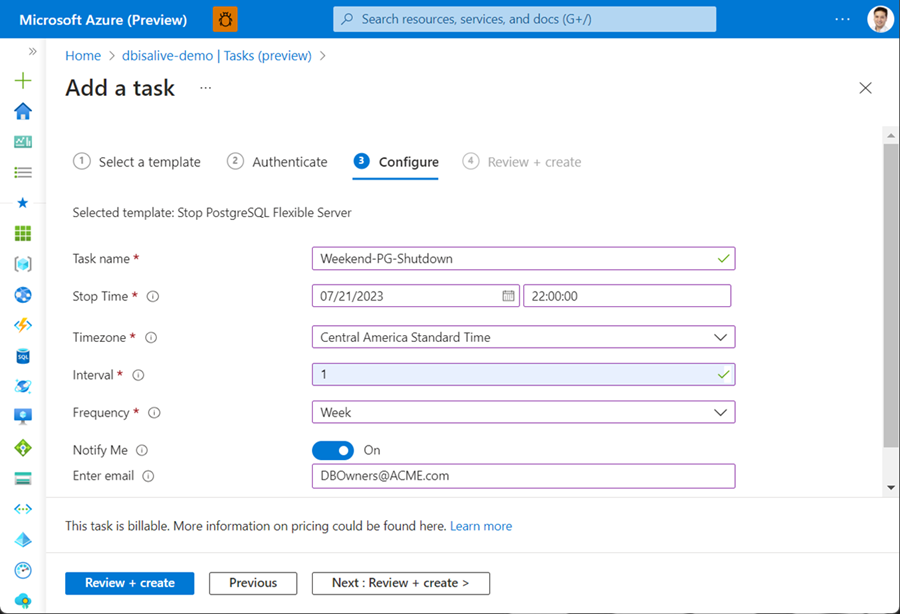 Microsoft Azure (Preview)
Search resources, services, and docs (G+/)
Home > dbisalive-demo | Tasks (preview) >
Add a task ...
1 Select a template 2 Authenticate 3 Configure 4 Review + create
Selected template: Stop PostgreSQL Flexible Server
Task name * Weekend-PG-Shutdown
Stop Time * 07/21/2023 22:00:00
Timezone * Central America Standard Time
Interval * 1
Frequency * Week
Notify Me On
Enter email DBOwners@ACME.com
This task is billable. More information on pricing could be found here. Learn more
Review + create Previous Next : Review + create >